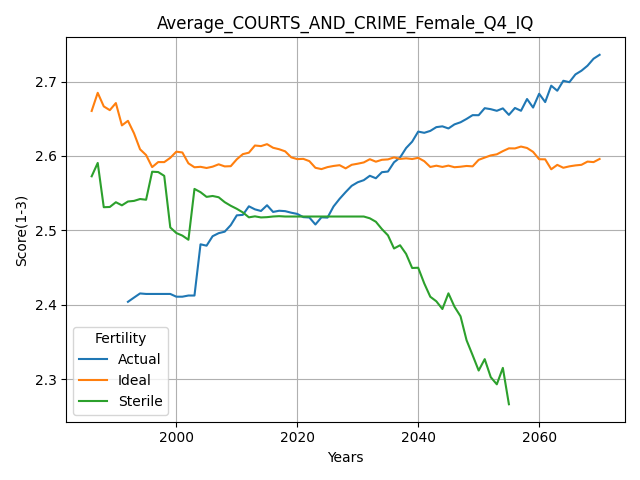 Average_COURTS_AND_CRIME_Female_Q4_IQ
Score(1-3)
2.7
2.6
2.5
2.4
2.3
Fertility
Actual
Ideal
Sterile
2000
2020
2040
2060
Years